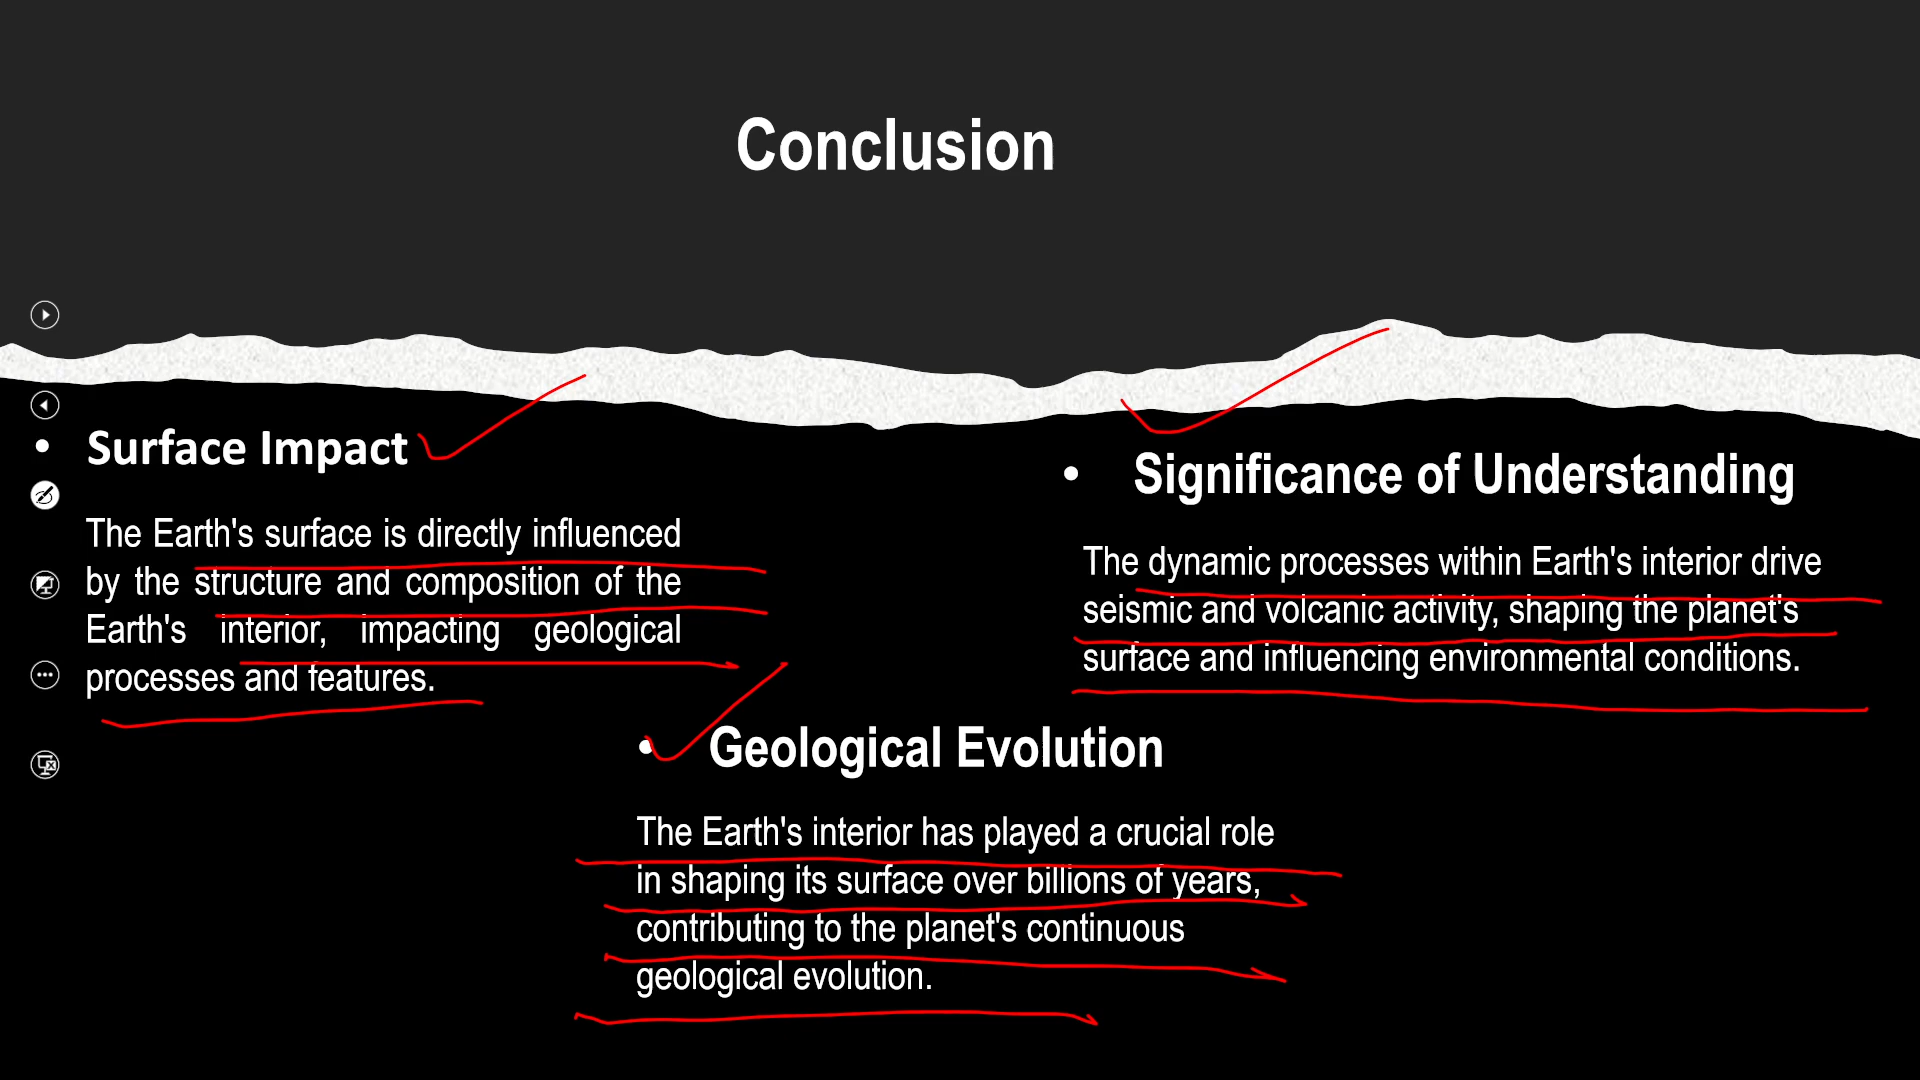 Conclusion
• Surface Impact
The Earth's surface is directly influenced
by the structure and composition of the
Earth's interior, impacting geological
processes and features.
• Significance of Understanding
The dynamic processes within Earth's interior drive
seismic and volcanic activity, shaping the planet's
surface and influencing environmental conditions.
• Geological Evolution
The Earth's interior has played a crucial role
in shaping its surface over billions of years,
contributing to the planet's continuous
geological evolution.